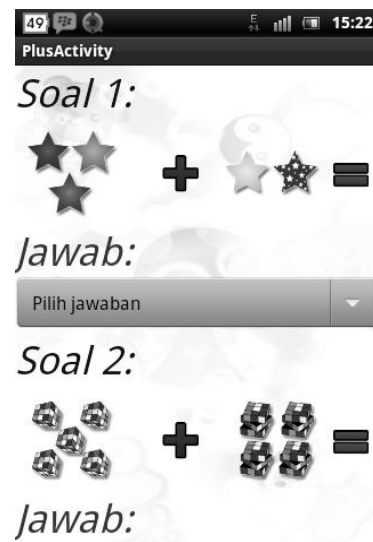 49 E 15:22
PlusActivity
Soal 1:
+ =
Jawab:
Pilih jawaban
Soal 2:
+ =
Jawab: